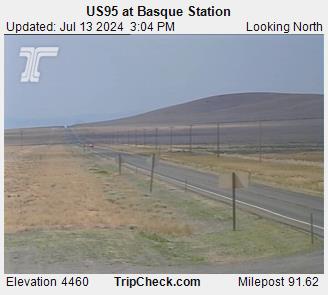 US95 at Basque Station
Updated: Jul 13 2024 3:04 PM Looking North
Elevation 4460 TripCheck.com Milepost 91.62